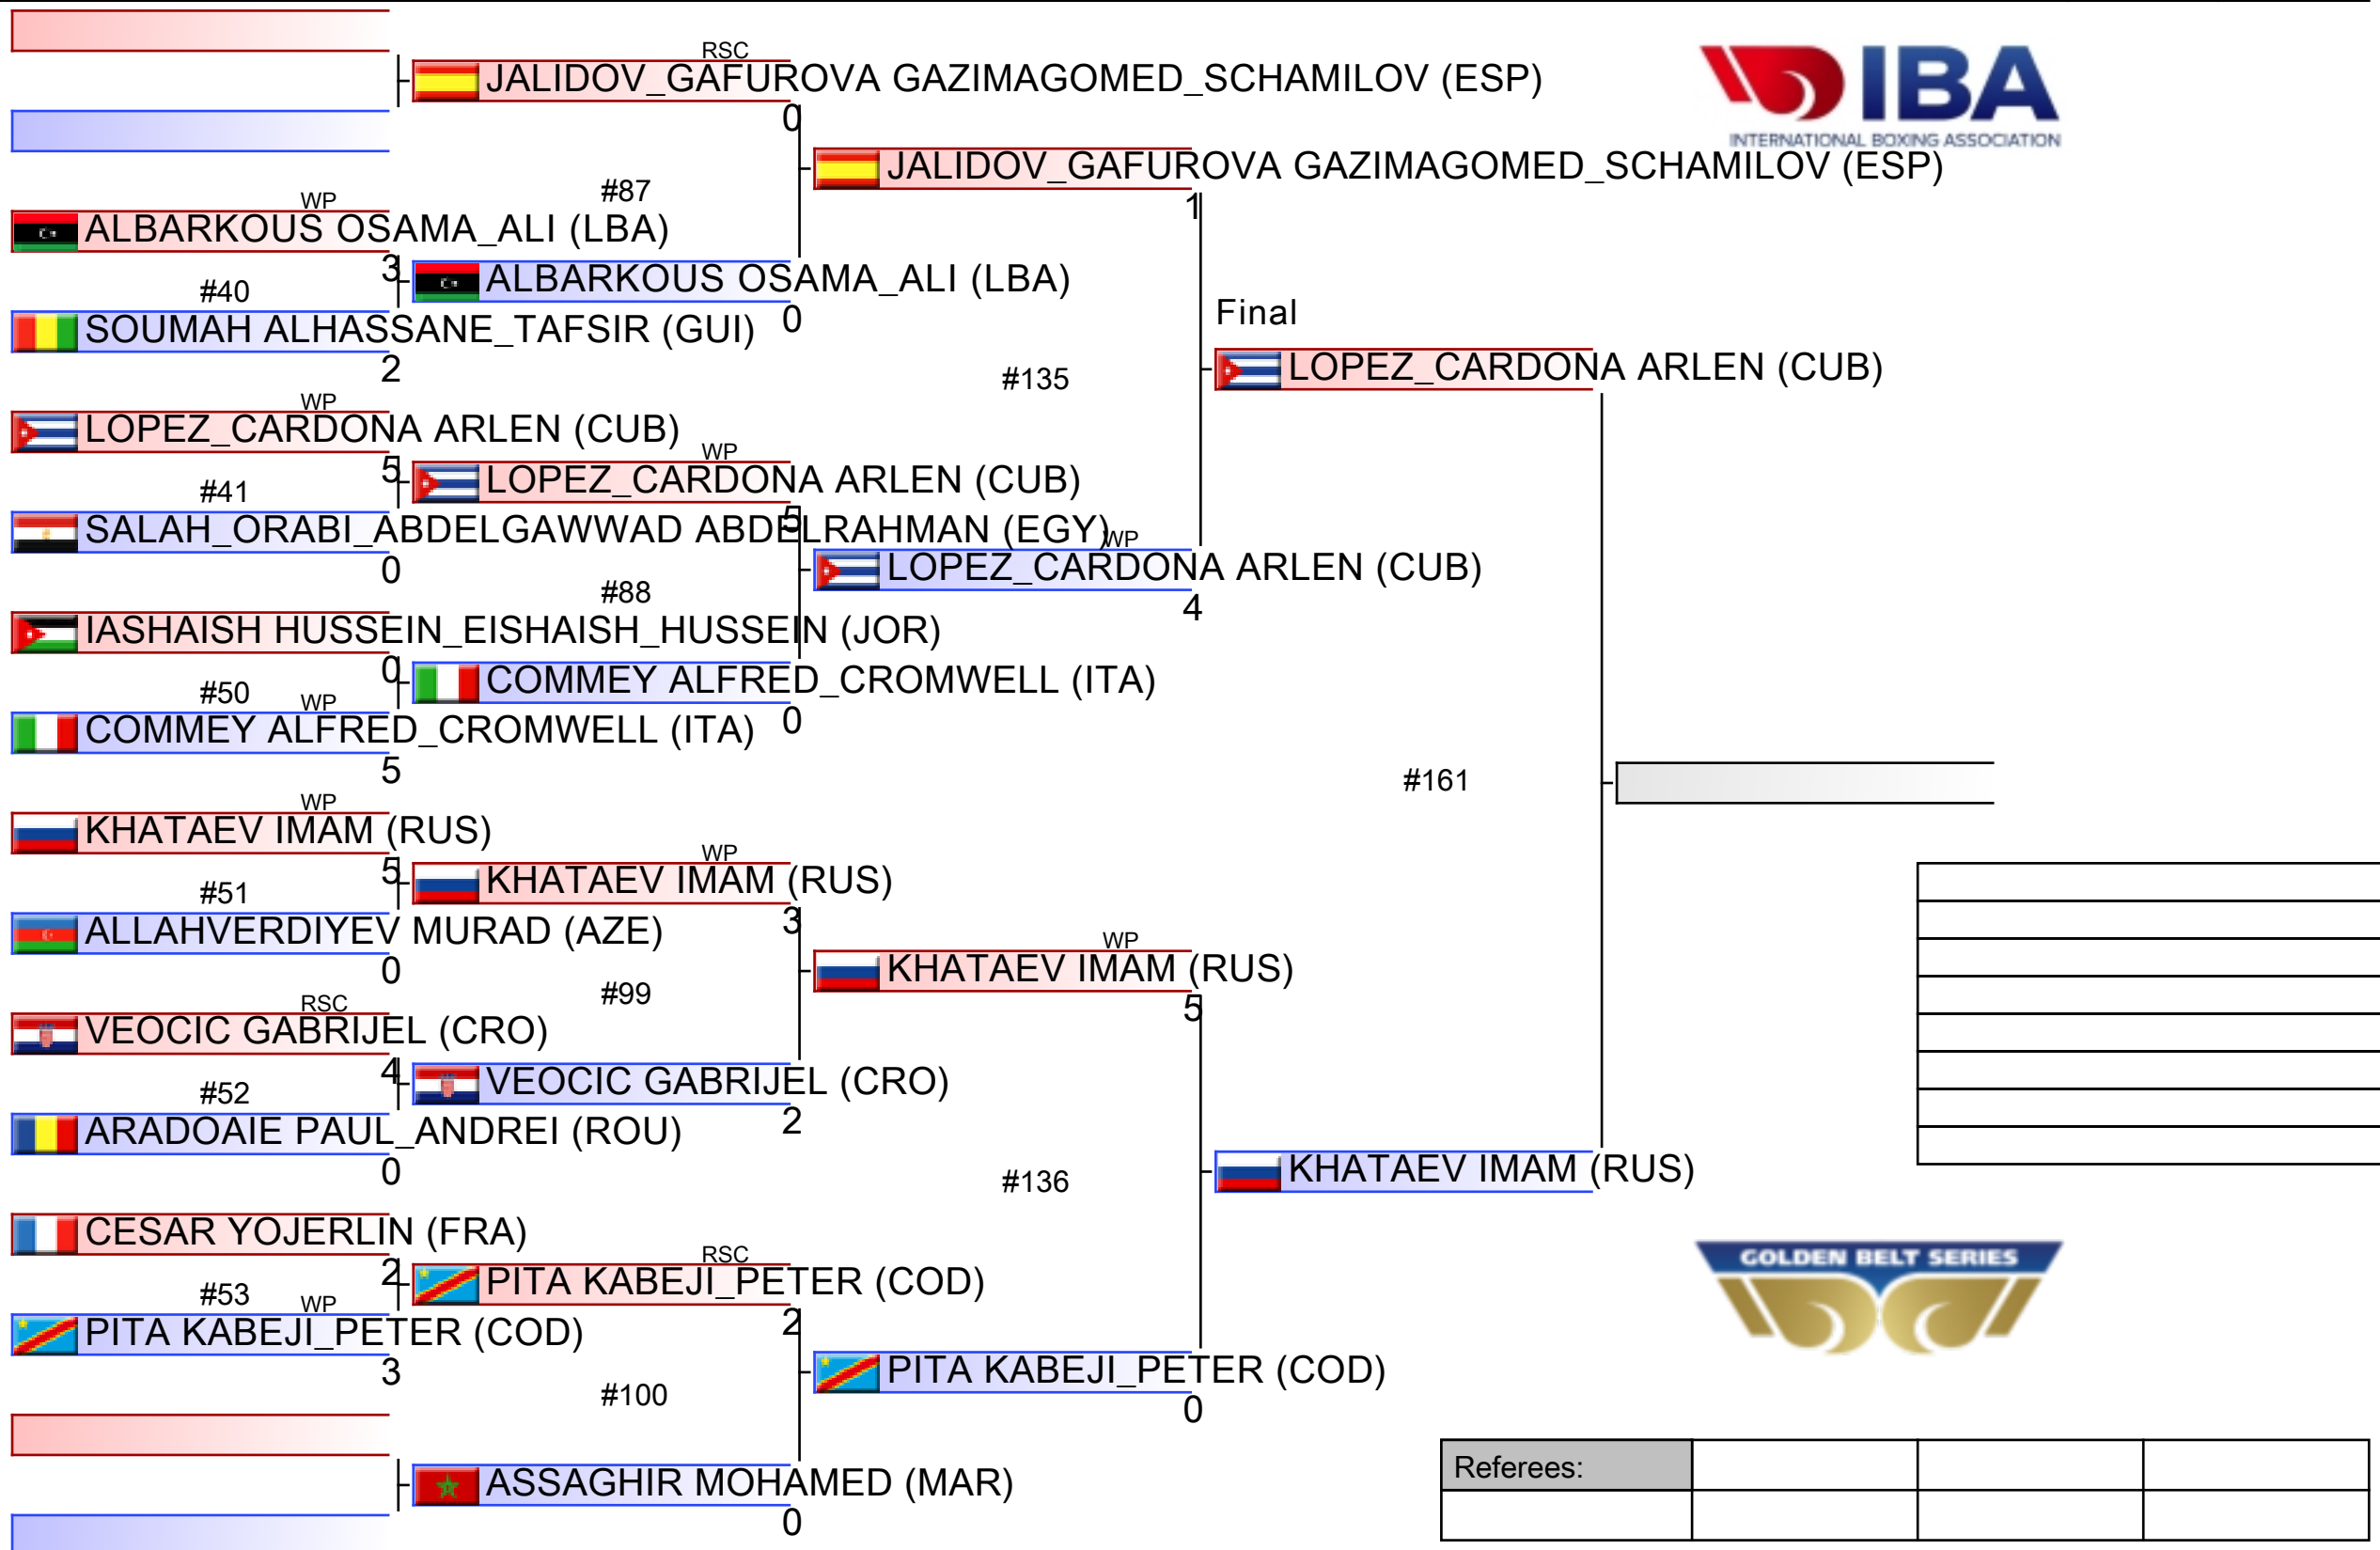 RSC
JALIDOV_GAFUROVA GAZIMAGOMED_SCHAMILOV (ESP)
0
IBA
INTERNATIONAL BOXING ASSOCIATION
JALIDOV_GAFUROVA GAZIMAGOMED_SCHAMILOV (ESP)
1
#87
WP
ALBARKOUS OSAMA_ALI (LBA)
3
#40
ALBARKOUS OSAMA_ALI (LBA)
0
SOUMAH ALHASSANE_TAFSIR (GUI)
2
Final
LOPEZ_CARDONA ARLEN (CUB)
#135
WP
LOPEZ_CARDONA ARLEN (CUB)
5
#41
WP
LOPEZ_CARDONA ARLEN (CUB)
5
SALAH_ORABI_ABDELGAWWAD ABDELRAHMAN (EGY)
0
WP
LOPEZ_CARDONA ARLEN (CUB)
4
#88
IASHAISH HUSSEIN_EISHAISH_HUSSEIN (JOR)
0
#50
COMMEY ALFRED_CROMWELL (ITA)
0
WP
COMMEY ALFRED_CROMWELL (ITA)
5
#161
WP
KHATAEV IMAM (RUS)
5
#51
WP
KHATAEV IMAM (RUS)
3
ALLAHVERDIYEV MURAD (AZE)
0
WP
KHATAEV IMAM (RUS)
5
#99
RSC
VEOCIC GABRIJEL (CRO)
4
#52
VEOCIC GABRIJEL (CRO)
2
ARADOAIE PAUL_ANDREI (ROU)
0
#136
KHATAEV IMAM (RUS)
CESAR YOJERLIN (FRA)
2
#53
RSC
PITA KABEJI_PETER (COD)
2
WP
PITA KABEJI_PETER (COD)
3
GOLDEN BELT SERIES
PITA KABEJI_PETER (COD)
0
#100
ASSAGHIR MOHAMED (MAR)
0
Referees: